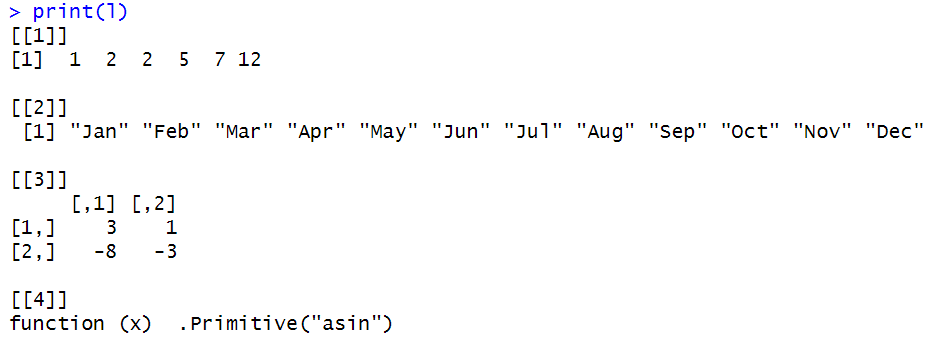 > print(l)
[[1]]
[1]  1  2  2  5  7 12

[[2]]
 [1] "Jan" "Feb" "Mar" "Apr" "May" "Jun" "Jul" "Aug" "Sep" "Oct" "Nov" "Dec"

[[3]]
     [,1] [,2]
[1,]    3    1
[2,]   -8   -3

[[4]]
function (x)  .Primitive("asin")